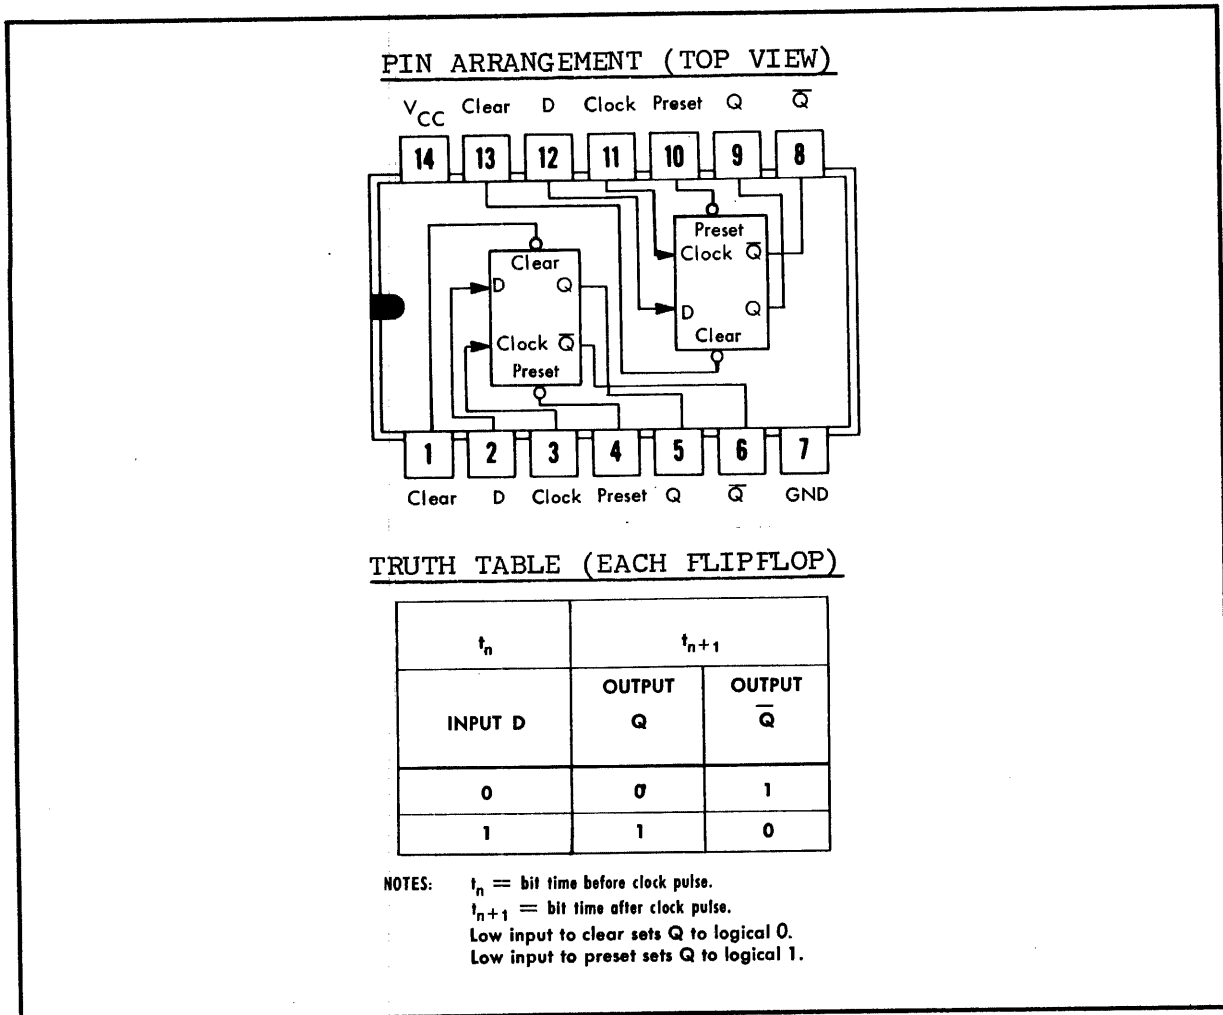 PIN ARRANGEMENT (TOP VIEW)
VCC Clear D Clock Preset Q Q̅
14 13 12 11 10 9 8
Preset
Clock Q̅
D Q
Clear
Clear
D Q
Clock Q̅
Preset
1 2 3 4 5 6 7
Clear D Clock Preset Q Q̅ GND
TRUTH TABLE (EACH FLIPFLOP)
tn tn+1
INPUT D
OUTPUT Q
OUTPUT Q̅
0 0 1
1 1 0
NOTES: tn = bit time before clock pulse.
tn+1 = bit time after clock pulse.
Low input to clear sets Q to logical 0.
Low input to preset sets Q to logical 1.